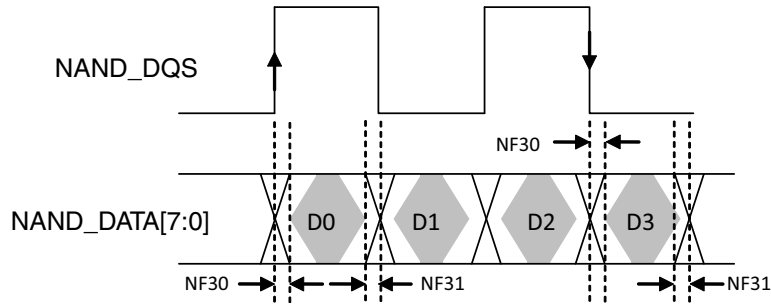 NAND_DQS
NF30
NAND_DATA[7:0]
D0
D1
D2
D3
NF30
NF31
NF31